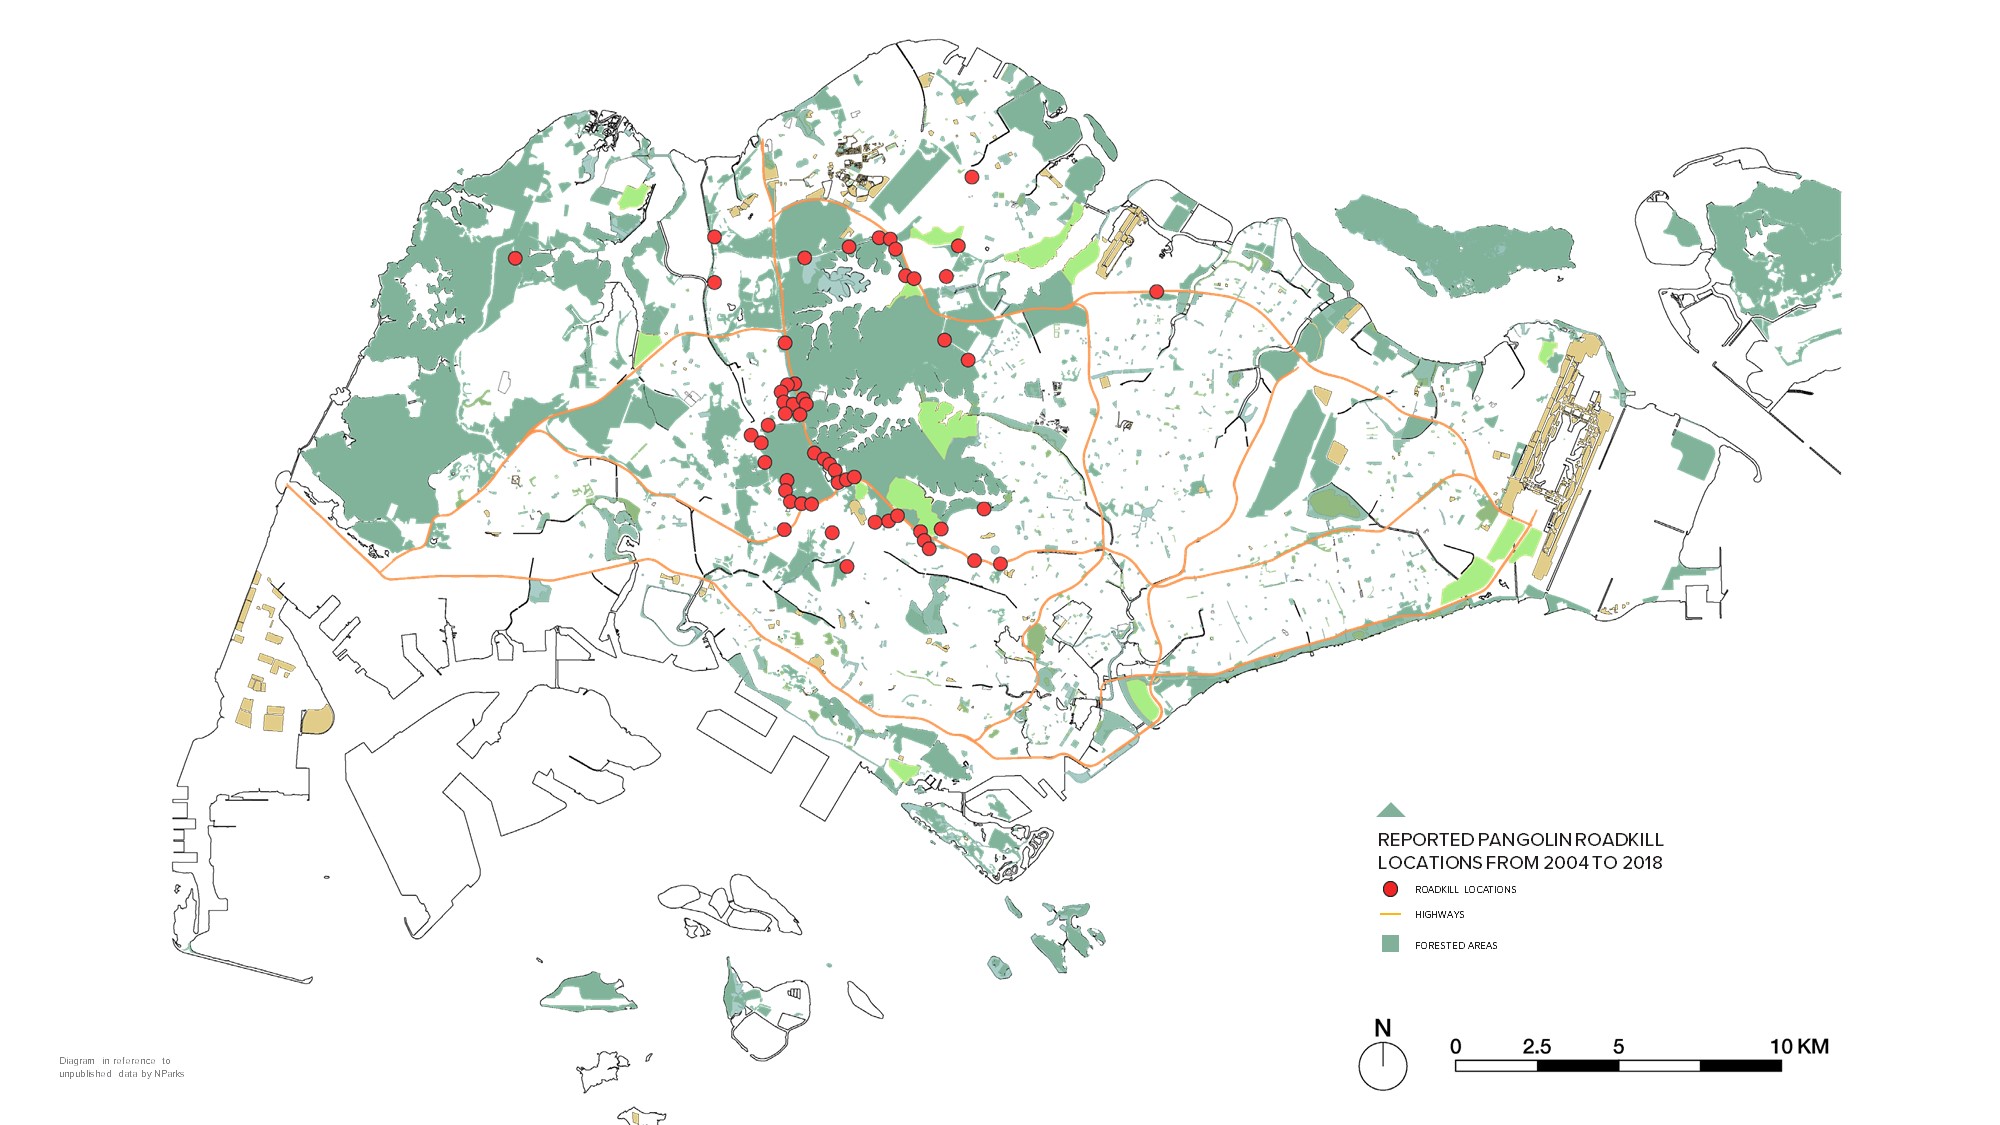 REPORTED PANGOLIN ROADKILL
LOCATIONS FROM 2004 TO 2018
ROADKILL LOCATIONS
HIGHWAYS
FORESTED AREAS
N
0 2.5 5 10 KM
Diagram in reference to
unpublished data by NParks